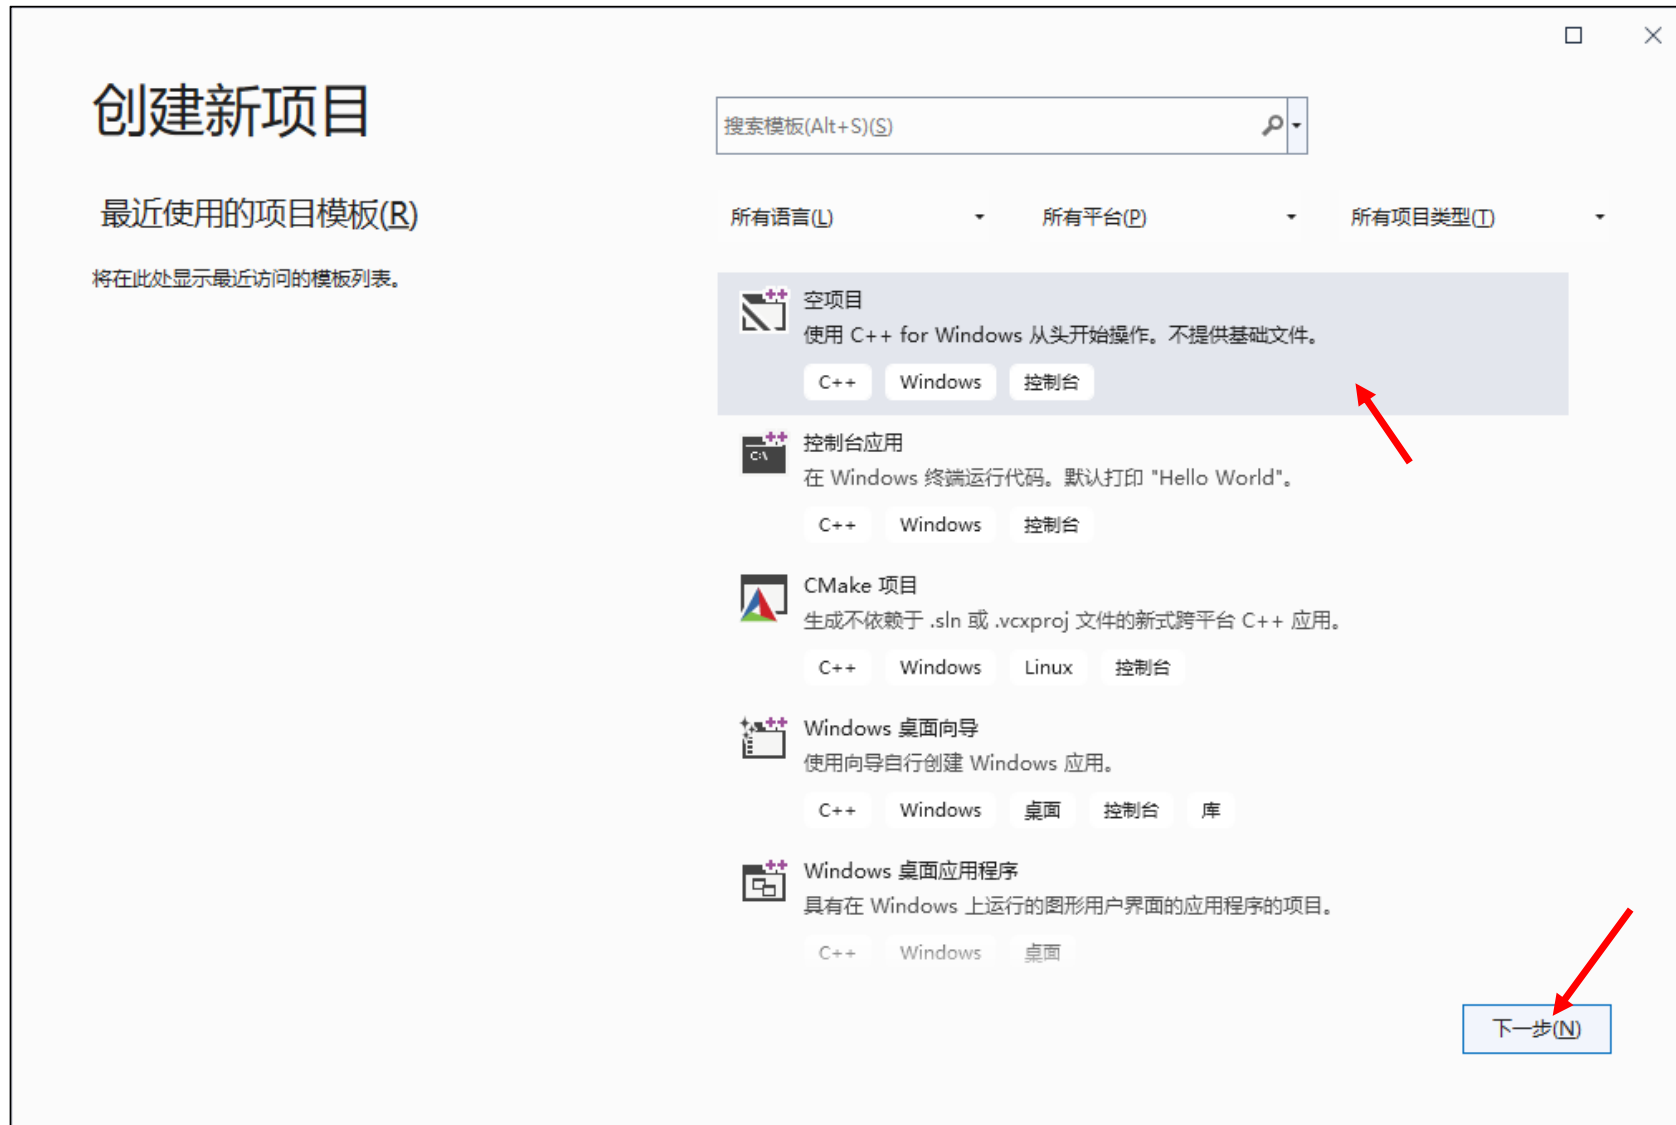 创建新项目
搜索模板(Alt+S)(S)
最近使用的项目模板(R)
所有语言(L) 所有平台(P) 所有项目类型(T)
将在此处显示最近访问的模板列表。
空项目
使用 C++ for Windows 从头开始操作。不提供基础文件。
C++ Windows 控制台
控制台应用
在 Windows 终端运行代码。默认打印 "Hello World"。
C++ Windows 控制台
CMake 项目
生成不依赖于 .sln 或 .vcxproj 文件的新式跨平台 C++ 应用。
C++ Windows Linux 控制台
Windows 桌面向导
使用向导自行创建 Windows 应用。
C++ Windows 桌面 控制台 库
Windows 桌面应用程序
具有在 Windows 上运行的图形用户界面的应用程序的项目。
C++ Windows 桌面
下一步(N)